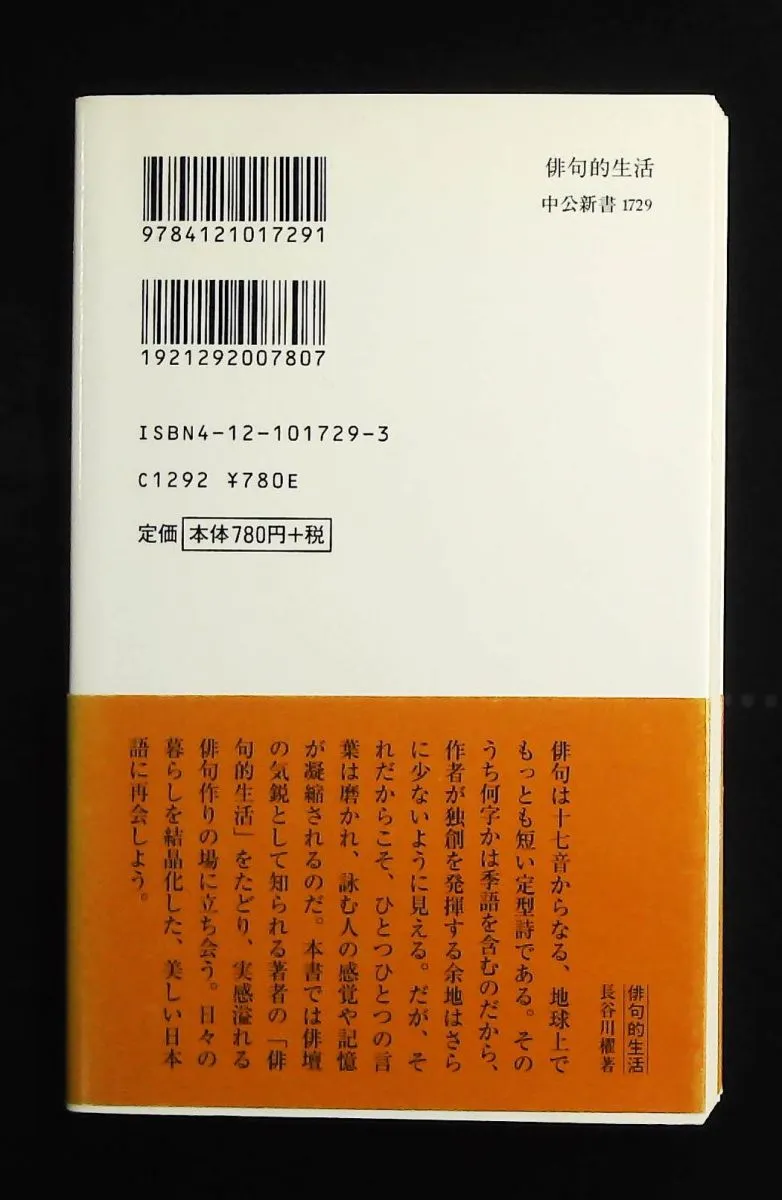 9784121017291
1921292007807
ISBN4-12-101729-3
C1292 ¥780E
定価 本体780円+税
俳句的生活
中公新書 1729
俳句的生活
長谷川櫂著
俳句は十七音からなる、地球上で
もっとも短い定型詩である。その
うち何字かは季語を含むのだから、
作者が独創を発揮する余地はさら
に少ないように見える。だが、そ
れだからこそ、ひとつひとつの言
葉は磨かれ、詠む人の感覚や記憶
が凝縮されるのだ。本書では俳壇
の気鋭として知られる著者の「俳
句的生活」をたどり、実感溢れる
俳句作りの場に立ち会う。日々の
暮らしを結晶化した、美しい日本
語に再会しよう。